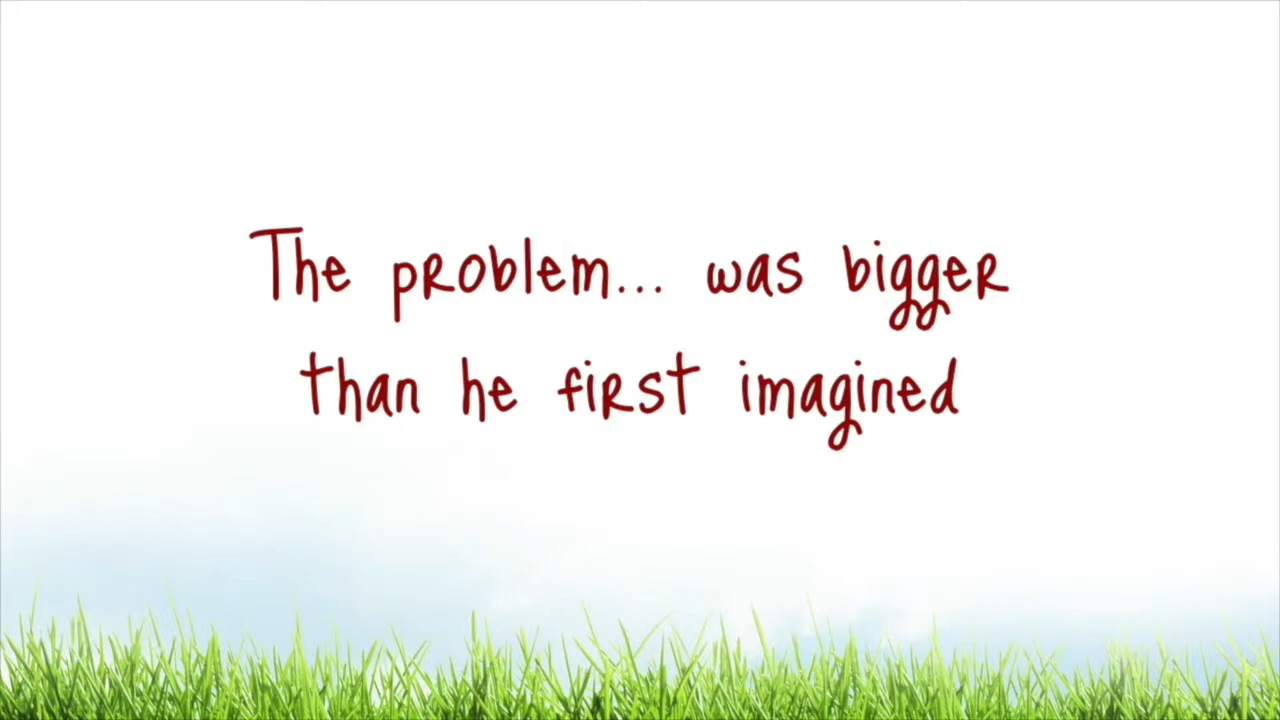 The problem... was bigger
than he first imagined